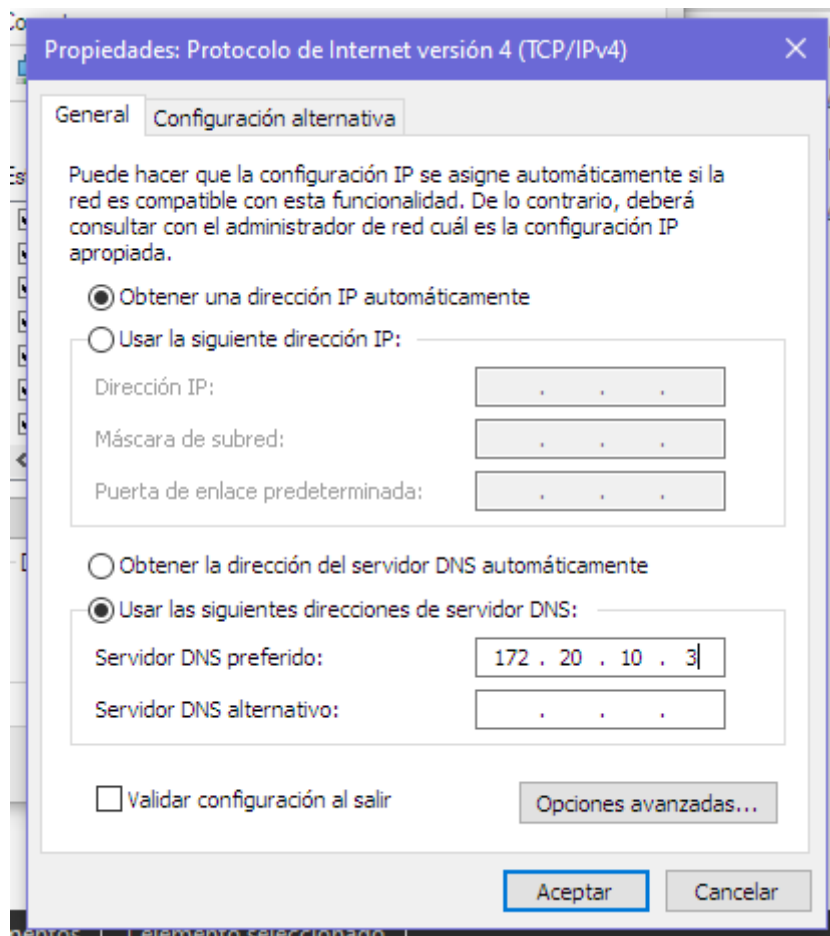 Propiedades: Protocolo de Internet versión 4 (TCP/IPv4)
General
Configuración alternativa
Puede hacer que la configuración IP se asigne automáticamente si la
red es compatible con esta funcionalidad. De lo contrario, deberá
consultar con el administrador de red cuál es la configuración IP
apropiada.
Obtener una dirección IP automáticamente
Usar la siguiente dirección IP:
Dirección IP:
. . .
Máscara de subred:
. . .
Puerta de enlace predeterminada:
. . .
Obtener la dirección del servidor DNS automáticamente
Usar las siguientes direcciones de servidor DNS:
Servidor DNS preferido:
172 . 20 . 10 . 3
Servidor DNS alternativo:
. . .
Validar configuración al salir
Opciones avanzadas...
Aceptar
Cancelar
1 elemento seleccionado